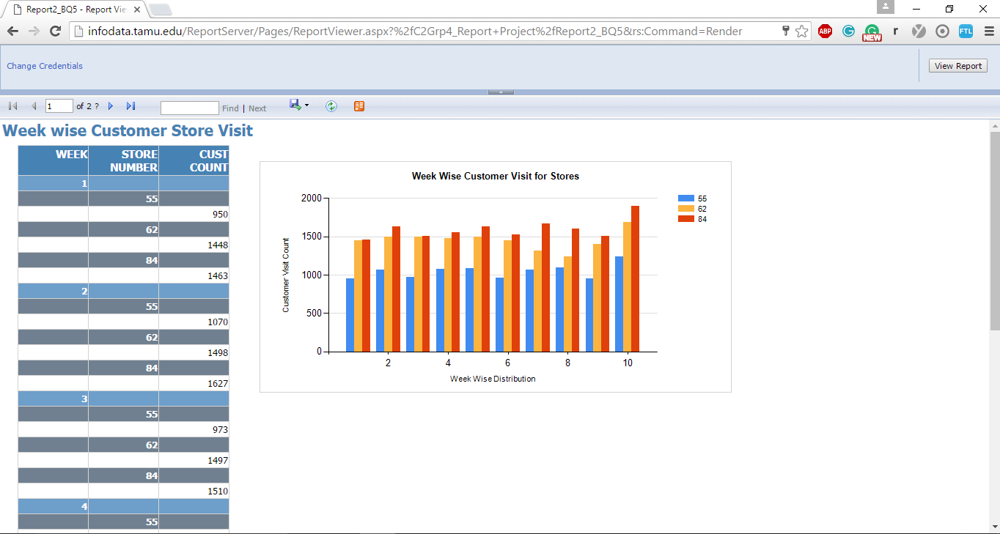 Report2_BQ5 - Report Vie
infodata.tamu.edu/ReportServer/Pages/ReportViewer.aspx?%2fC2Grp4_Report+Project%2fReport2_BQ5&rs:Command=Render
ABP
G
G
NEW
r
y
FTL
Change Credentials
View Report
1 of 2 ? Find | Next
Week wise Customer Store Visit
WEEK STORE NUMBER CUST COUNT
1
55
950
62
1448
84
1463
2
55
1070
62
1498
84
1627
3
55
973
62
1497
84
1510
4
55
Week Wise Customer Visit for Stores
2000
1500
1000
500
0
Customer Visit Count
2 4 6 8 10
Week Wise Distribution
55
62
84